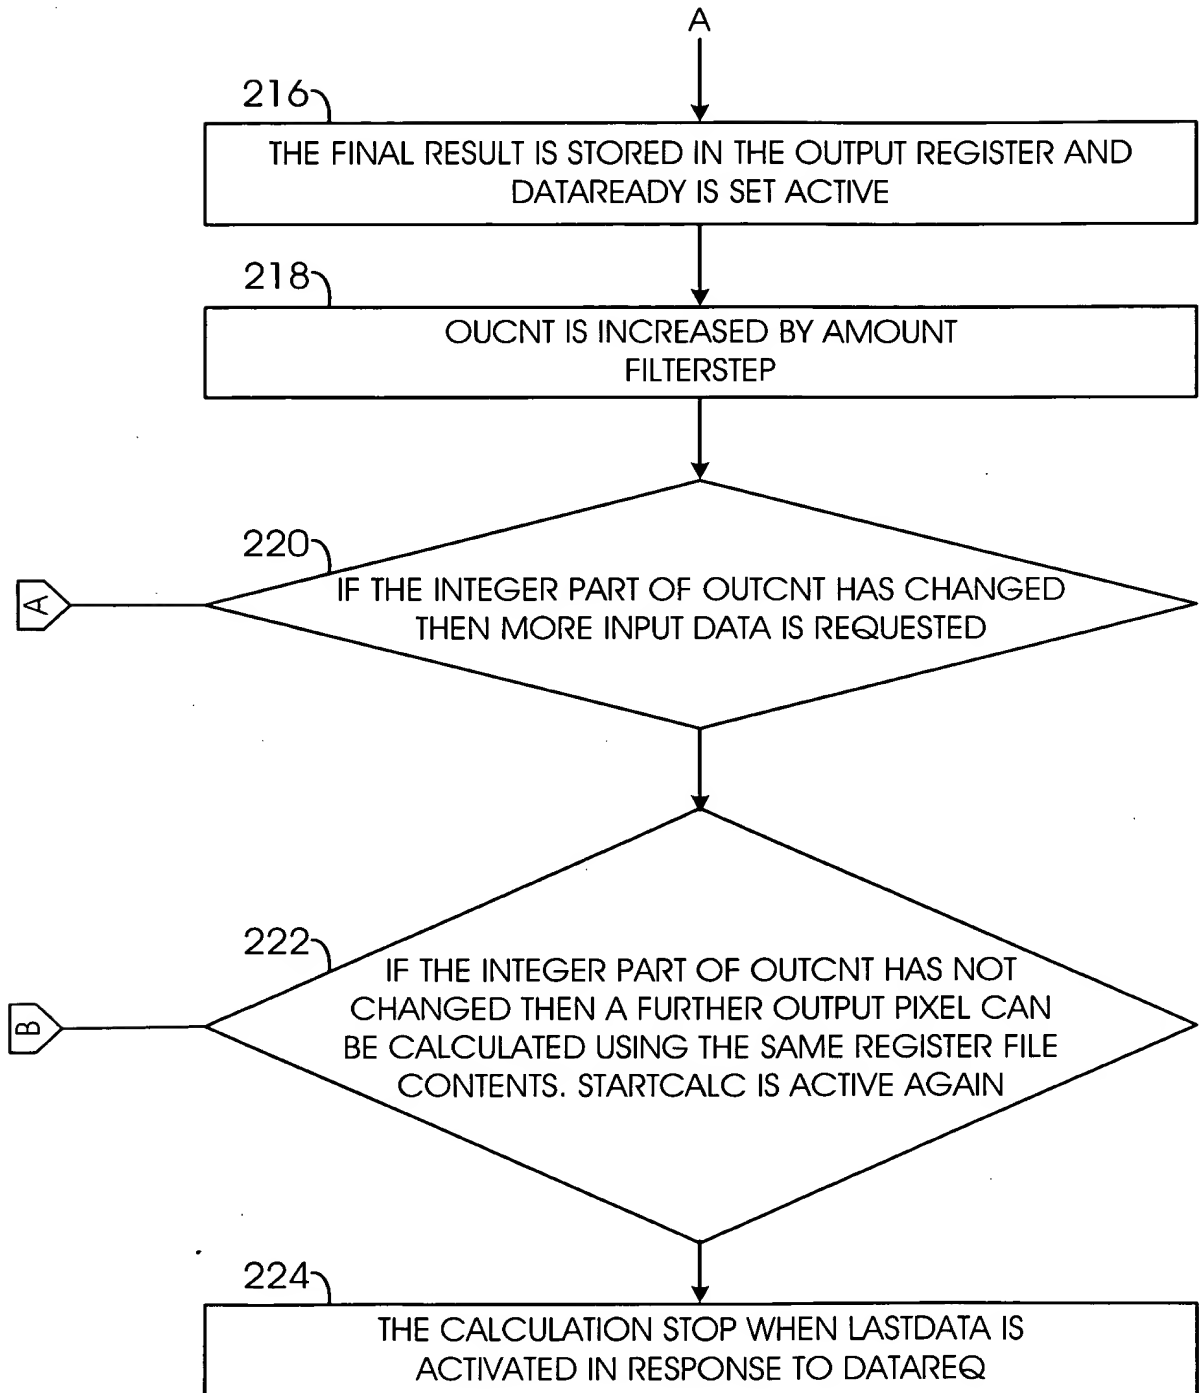 A
216
THE FINAL RESULT IS STORED IN THE OUTPUT REGISTER AND
DATAREADY IS SET ACTIVE
218
OUCNT IS INCREASED BY AMOUNT
FILTERSTEP
220
A
IF THE INTEGER PART OF OUTCNT HAS CHANGED
THEN MORE INPUT DATA IS REQUESTED
222
B
IF THE INTEGER PART OF OUTCNT HAS NOT
CHANGED THEN A FURTHER OUTPUT PIXEL CAN
BE CALCULATED USING THE SAME REGISTER FILE
CONTENTS. STARTCALC IS ACTIVE AGAIN
224
THE CALCULATION STOP WHEN LASTDATA IS
ACTIVATED IN RESPONSE TO DATAREQ